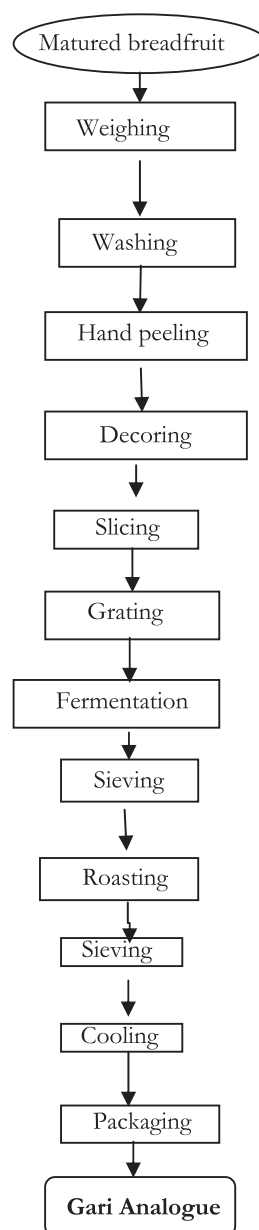 Matured breadfruit
Weighing
Washing
Hand peeling
Decoring
Slicing
Grating
Fermentation
Sieving
Roasting
Sieving
Cooling
Packaging
Gari Analogue